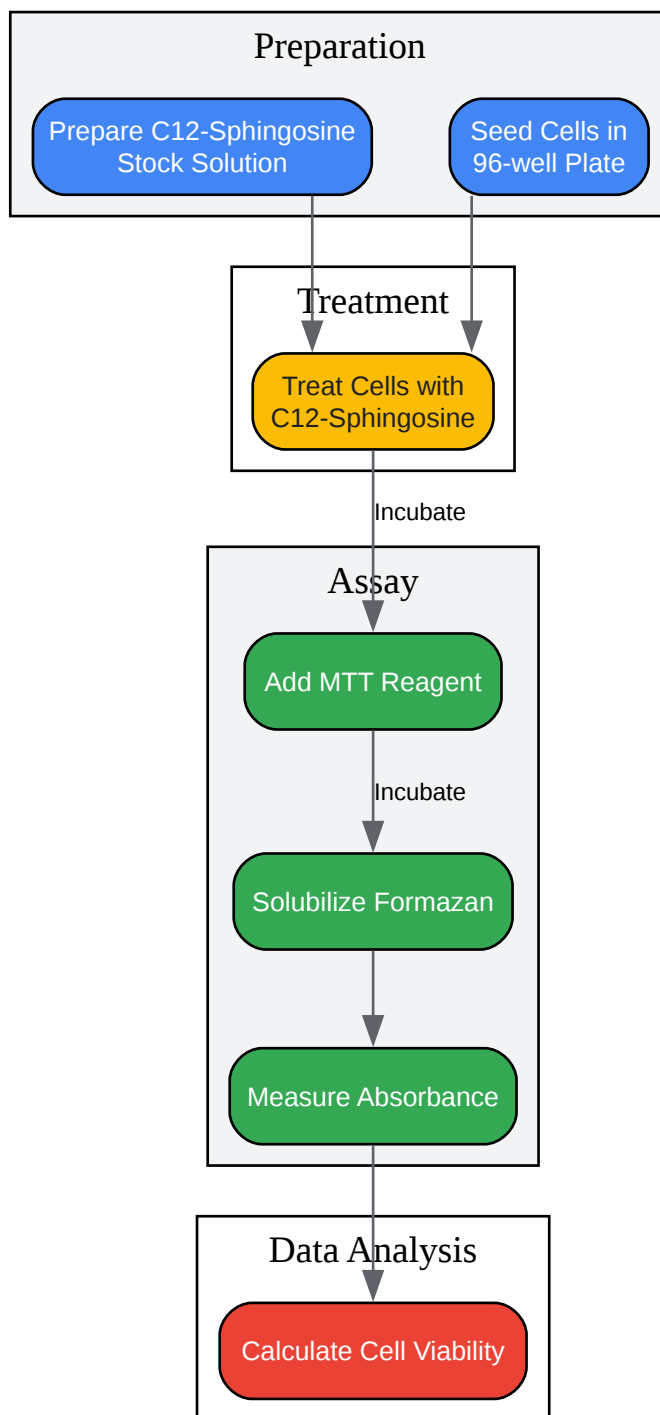 Preparation
Prepare C12-Sphingosine
Stock Solution
Seed Cells in
96-well Plate
Treatment
Treat Cells with
C12-Sphingosine
Incubate
Assay
Add MTT Reagent
Incubate
Solubilize Formazan
Measure Absorbance
Data Analysis
Calculate Cell Viability